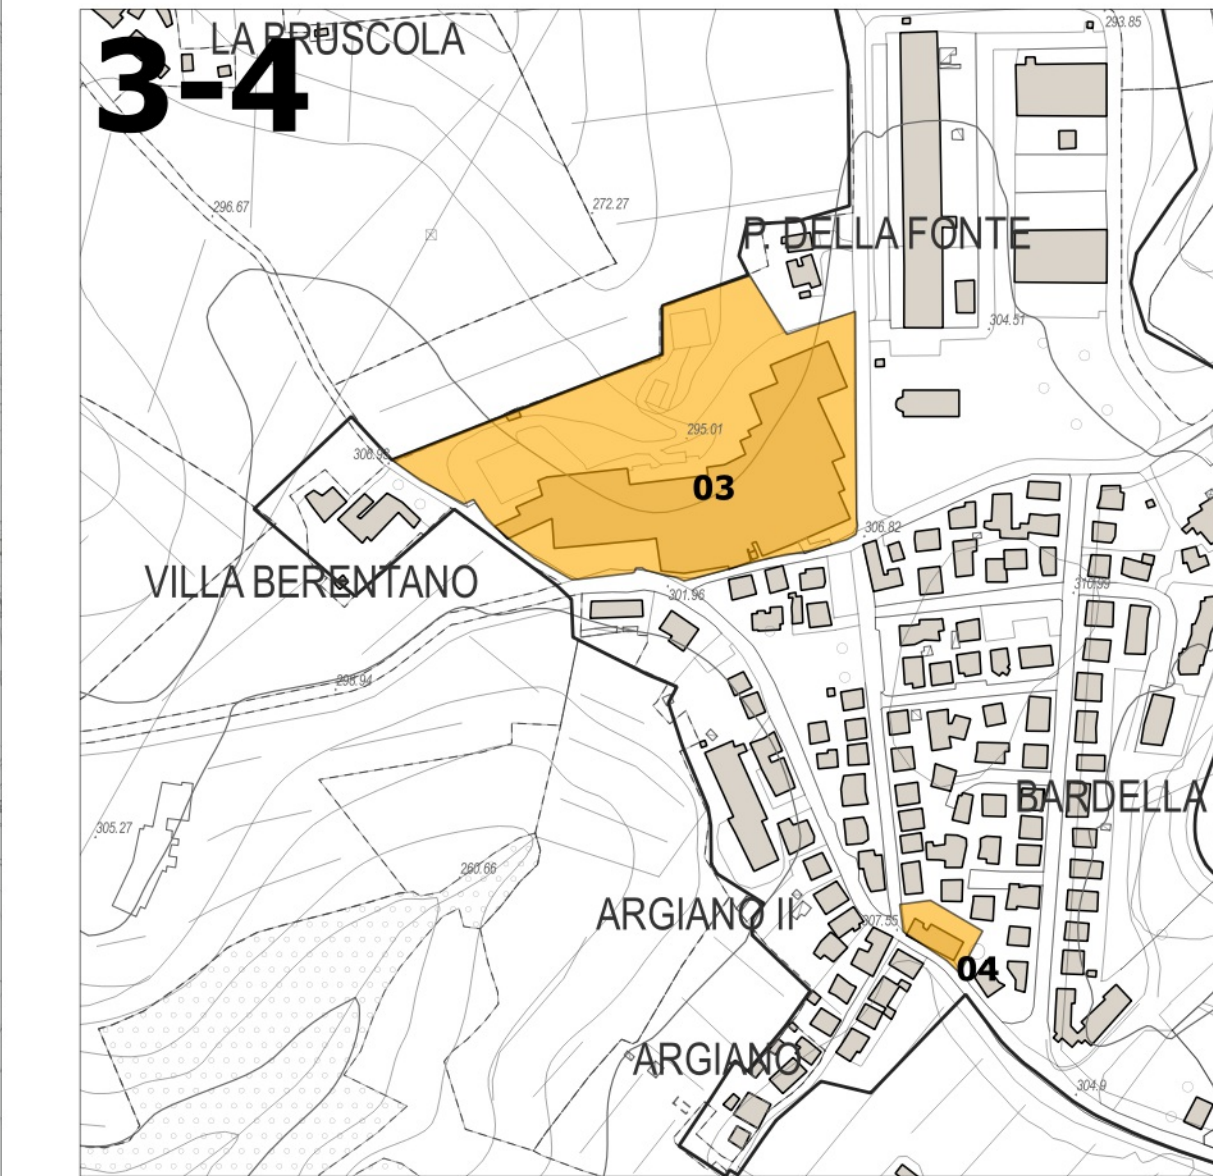 LA BRUSCOLA
3-4
293.85
296.67
272.27
P. DELLA FONTE
304.51
295.01
306.93
03
306.82
VILLA BERENTANO
301.96
310.99
298.94
BARDELLA
305.27
260.66
ARGIANO II
307.55
04
ARGIANO
304.9